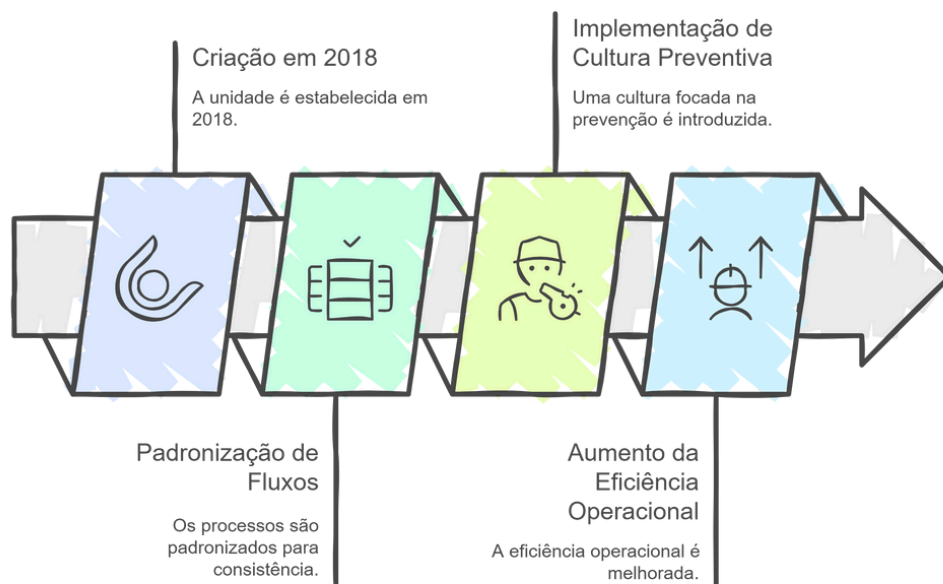 Criação em 2018
A unidade é estabelecida em
2018.
Padronização de
Fluxos
Os processos são
padronizados para
consistência.
Implementação de
Cultura Preventiva
Uma cultura focada na
prevenção é introduzida.
Aumento da
Eficiência
Operacional
A eficiência operacional é
melhorada.